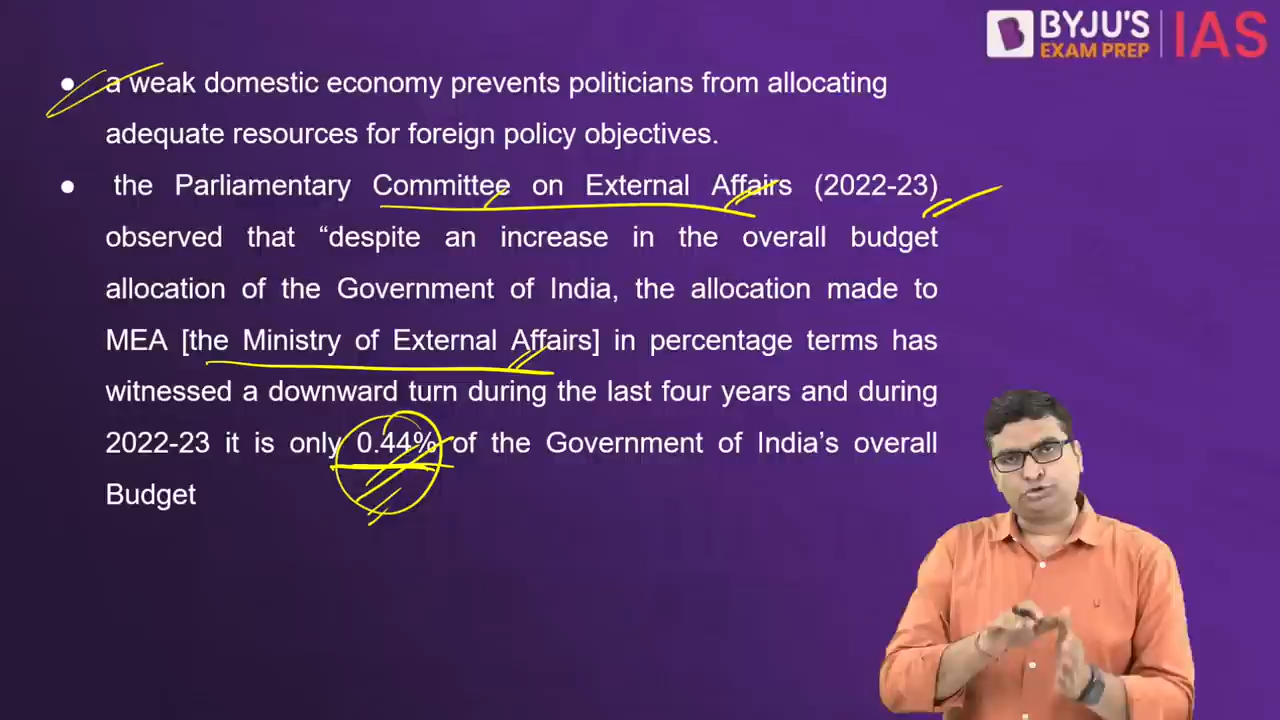 BYJU'S
EXAM PREP
IAS
● a weak domestic economy prevents politicians from allocating
adequate resources for foreign policy objectives.
● the Parliamentary Committee on External Affairs (2022-23)
observed that “despite an increase in the overall budget
allocation of the Government of India, the allocation made to
MEA [the Ministry of External Affairs] in percentage terms has
witnessed a downward turn during the last four years and during
2022-23 it is only 0.44% of the Government of India’s overall
Budget